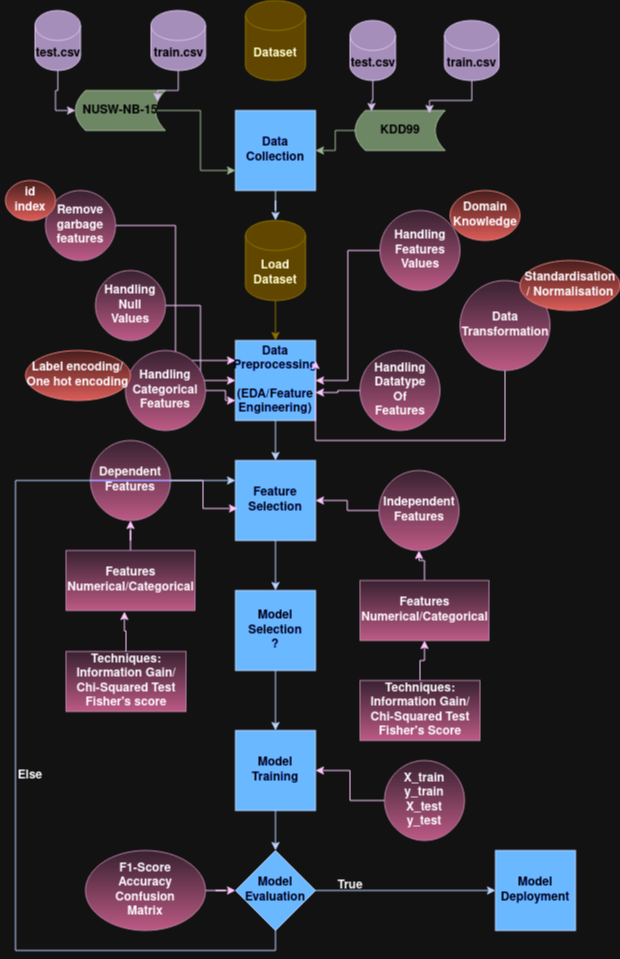 test.csv
train.csv
Dataset
test.csv
train.csv
NUSW-NB-15
KDD99
Data
Collection
id
index
Remove
garbage
features
Domain
Knowledge
Handling
Features
Values
Load
Dataset
Standardisation
/ Normalisation
Data
Transformation
Handling
Null
Values
Label encoding/
One hot encoding
Handling
Categorical
Features
Data
Preprocessing
(EDA/Feature
Engineering)
Handling
Datatype
Of
Features
Dependent
Features
Feature
Selection
Independent
Features
Features
Numerical/Categorical
Features
Numerical/Categorical
Model
Selection
?
Techniques:
Information Gain/
Chi-Squared Test
Fisher's score
Techniques:
Information Gain/
Chi-Squared Test
Fisher's Score
Else
Model
Training
X_train
y_train
X_test
y_test
F1-Score
Accuracy
Confusion
Matrix
Model
Evaluation
True
Model
Deployment